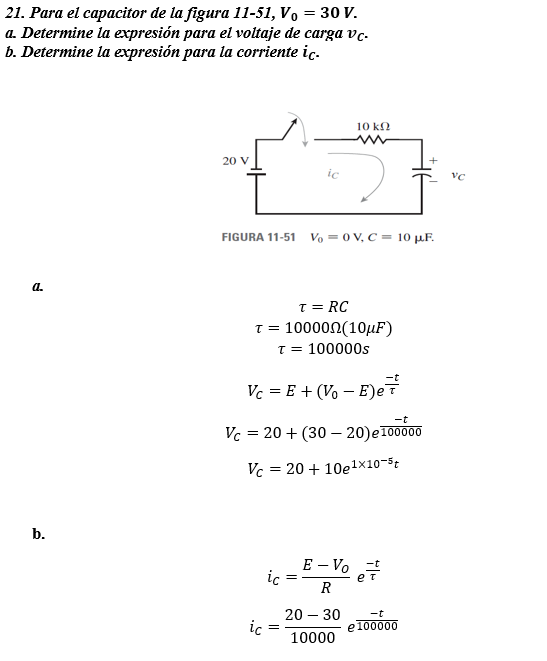 21. Para el capacitor de la figura 11-51, V₀ = 30 V.
a. Determine la expresión para el voltaje de carga v_C.
b. Determine la expresión para la corriente i_C.
10 kΩ
20 V
i_C
+
−
v_C
FIGURA 11-51 V₀ = 0 V, C = 10 μF.
a.
τ = RC
τ = 10000Ω(10μF)
τ = 100000s
V_C = E + (V₀ − E)e^(−t/τ)
V_C = 20 + (30 − 20)e^(−t/100000)
V_C = 20 + 10e^(1×10⁻⁵t)
b.
i_C = (E − V_O)/R e^(−t/τ)
i_C = (20 − 30)/10000 e^(−t/100000)